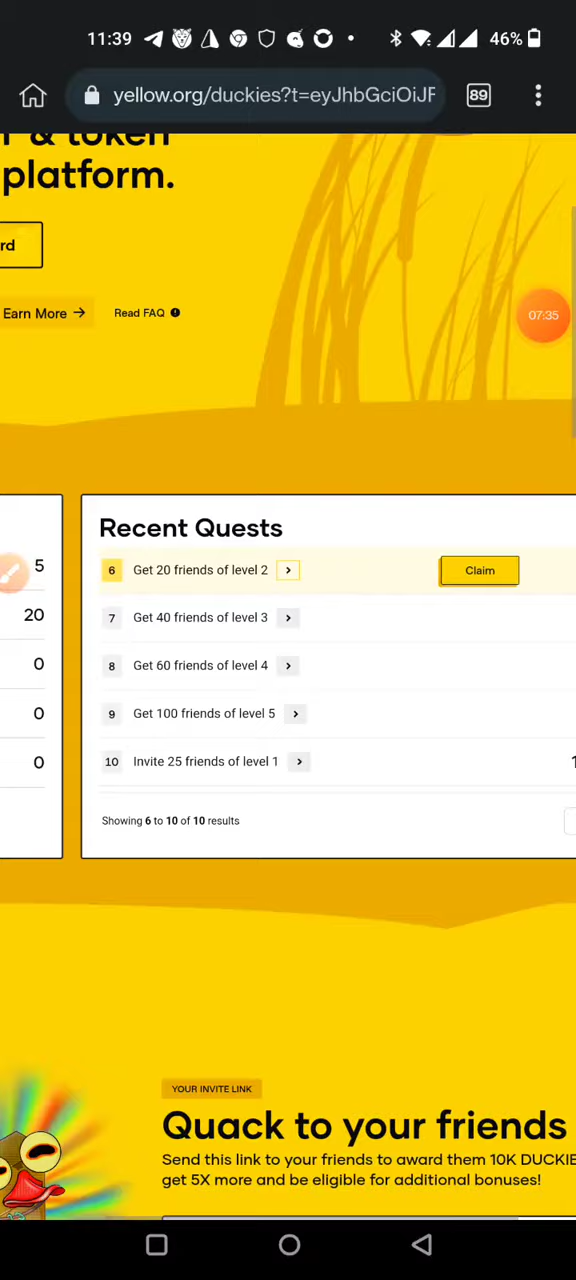 11:39
46%
yellow.org/duckies?t=eyJhbGciOiJF
89
r & token
platform.
rd
07:35
Earn More →
Read FAQ
Recent Quests
5
6 Get 20 friends of level 2 > Claim
20
7 Get 40 friends of level 3 >
0
8 Get 60 friends of level 4 >
0
9 Get 100 friends of level 5 >
0
10 Invite 25 friends of level 1 > 1
Showing 6 to 10 of 10 results
YOUR INVITE LINK
Quack to your friends
Send this link to your friends to award them 10K DUCKIE
get 5X more and be eligible for additional bonuses!